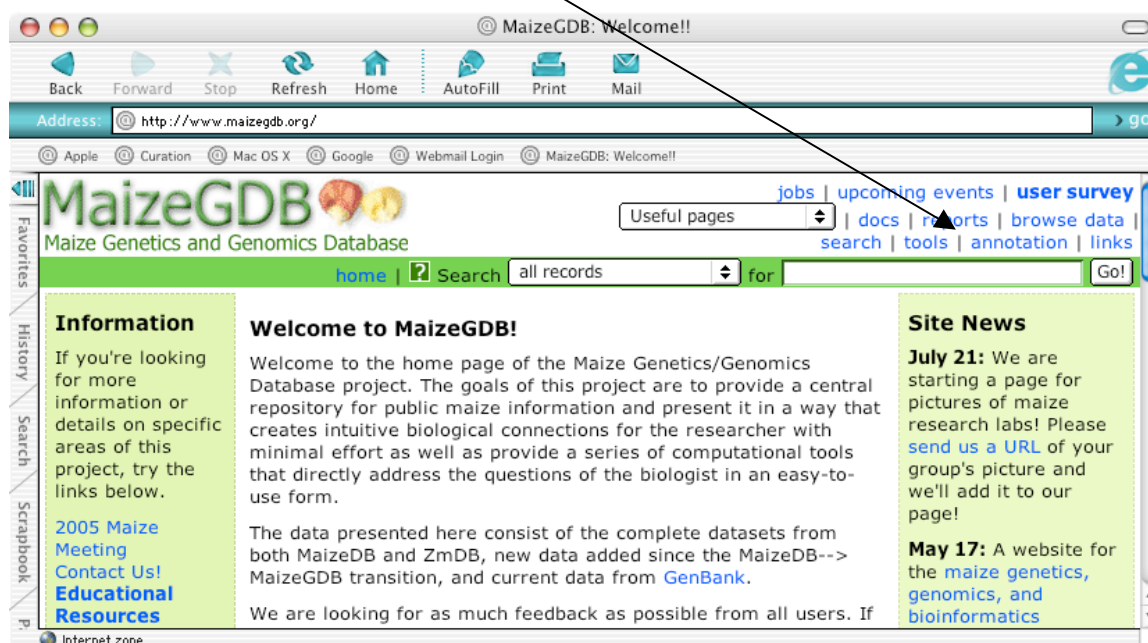 MaizeGDB: Welcome!!
Back Forward Stop Refresh Home AutoFill Print Mail
Address: http://www.maizegdb.org/ go
Apple Curation Mac OS X Google Webmail Login MaizeGDB: Welcome!!
Favorites
History
Search
Scrapbook
MaizeGDB
Maize Genetics and Genomics Database
jobs | upcoming events | user survey
Useful pages | docs | reports | browse data |
search | tools | annotation | links
home | ? Search all records for Go!
Information
If you're looking
for more
information or
details on specific
areas of this
project, try the
links below.
2005 Maize
Meeting
Contact Us!
Educational
Resources
Welcome to MaizeGDB!
Welcome to the home page of the Maize Genetics/Genomics
Database project. The goals of this project are to provide a central
repository for public maize information and present it in a way that
creates intuitive biological connections for the researcher with
minimal effort as well as provide a series of computational tools
that directly address the questions of the biologist in an easy-to-
use form.
The data presented here consist of the complete datasets from
both MaizeDB and ZmDB, new data added since the MaizeDB-->
MaizeGDB transition, and current data from GenBank.
We are looking for as much feedback as possible from all users. If
Site News
July 21: We are
starting a page for
pictures of maize
research labs! Please
send us a URL of your
group's picture and
we'll add it to our
page!
May 17: A website for
the maize genetics,
genomics, and
bioinformatics
Internet zone